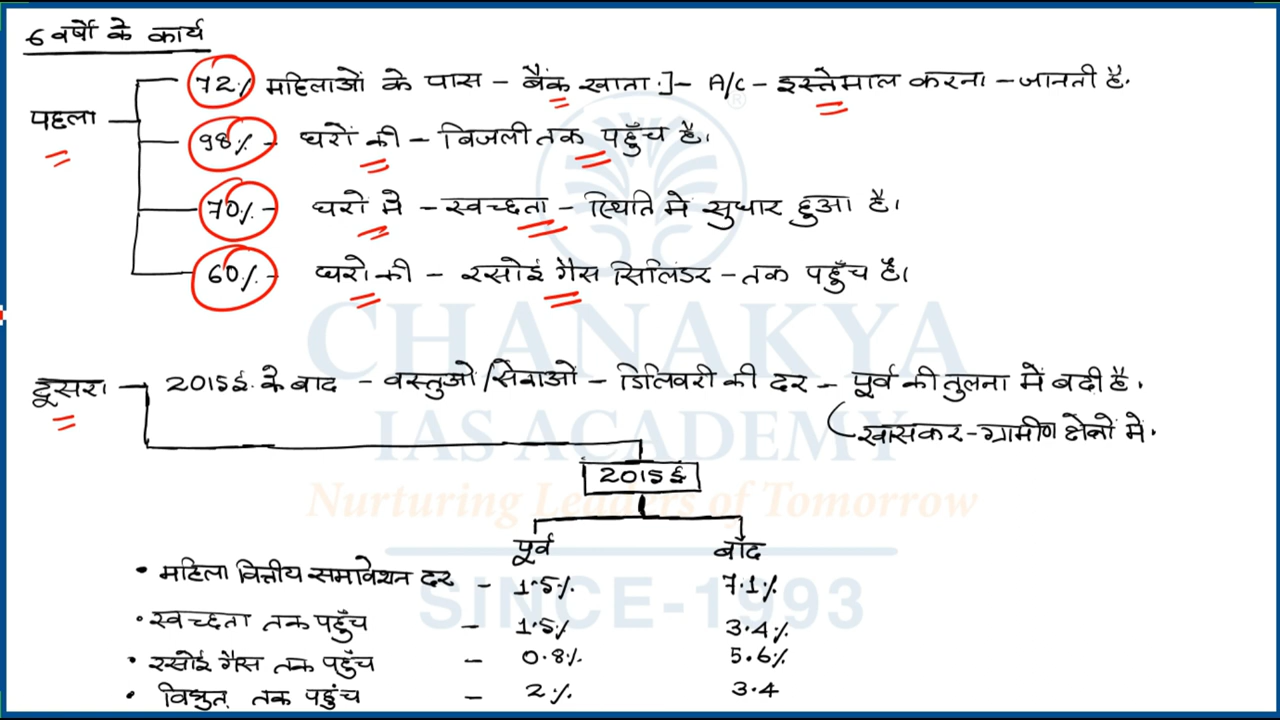 6 वर्षो के कार्य
72% महिलाओं के पास - बैंक खाता.]- A/C - इस्तेमाल करना - जानती है.
पहला
98% - घरों की - बिजली तक पहुँच है।
70% - घरो मे - स्वच्छता - स्थिति मे सुधार हुआ है।
60% - घरो की - रसोई गैस सिलिंडर - तक पहुँच है।
CHANAKYA
दूसरा - 2015 ई. के बाद - वस्तुओ/सेवाओ - डिलिवरी की दर - पूर्व की तुलना में बढी है.
खासकर - ग्रामीण क्षेत्रों मे.
IAS ACADEMY
2015 ई
Nurturing Leaders of Tomorrow
पूर्व बाद
• महिला वित्तीय समावेशन दर - 1.5% 7.1%
SINCE-1993
• स्वच्छता तक पहुँच - 1.5% 3.4%
• रसोई गैस तक पहुँच - 0.8% 5.6%
• विद्युत तक पहुंच - 2% 3.4